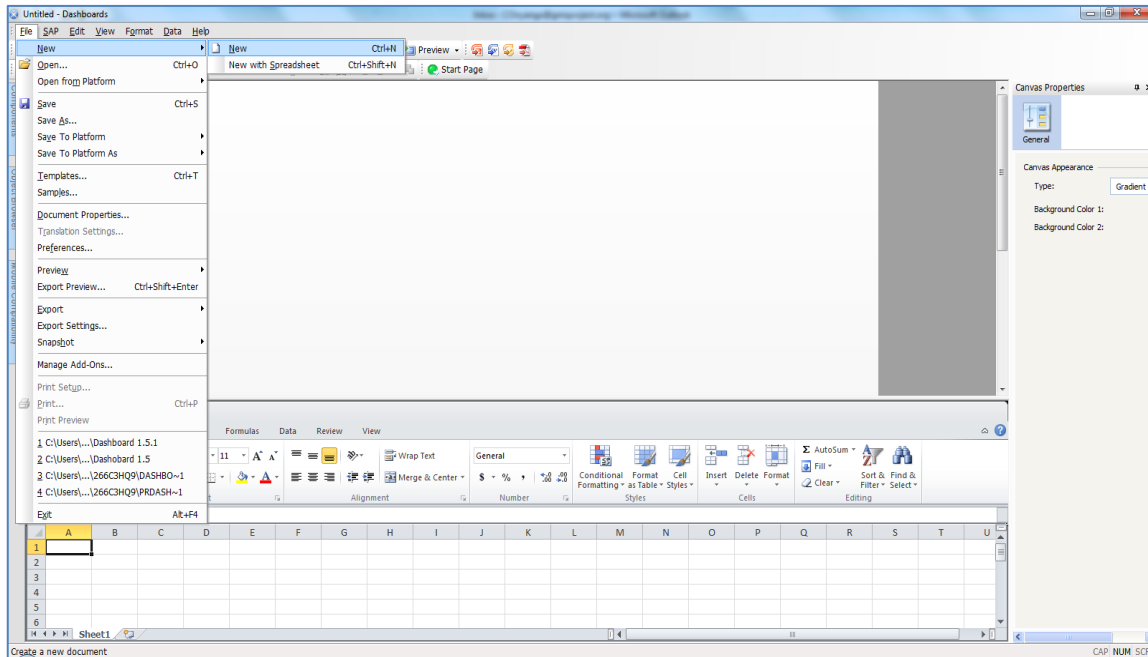 Untitled - Dashboards
File SAP Edit View Format Data Help
New
New Ctrl+N
Preview
Open... Ctrl+O
New with Spreadsheet Ctrl+Shift+N
Start Page
Open from Platform
Save Ctrl+S
Save As...
Save To Platform
Save To Platform As
Templates... Ctrl+T
Samples...
Document Properties...
Translation Settings...
Preferences...
Preview
Export Preview... Ctrl+Shift+Enter
Export
Export Settings...
Snapshot
Manage Add-Ons...
Print Setup...
Print... Ctrl+P
Print Preview
1 C:\Users\...\Dashboard 1.5.1
2 C:\Users\...\Dashobard 1.5
3 C:\Users\...\266C3HQ9\DASHBO~1
4 C:\Users\...\266C3HQ9\PRDASH~1
Exit Alt+F4
Canvas Properties
General
Canvas Appearance
Type: Gradient
Background Color 1:
Background Color 2:
Formulas Data Review View
11 A A Wrap Text General Σ AutoSum
Fill
A Merge & Center $ % , .00 Conditional Formatting Format as Table Cell Styles Insert Delete Format Clear Sort & Filter Find & Select
Alignment Number Styles Cells Editing
A B C D E F G H I J K L M N O P Q R S T U
1
2
3
4
5
6
Sheet1
Create a new document
CAP NUM SC